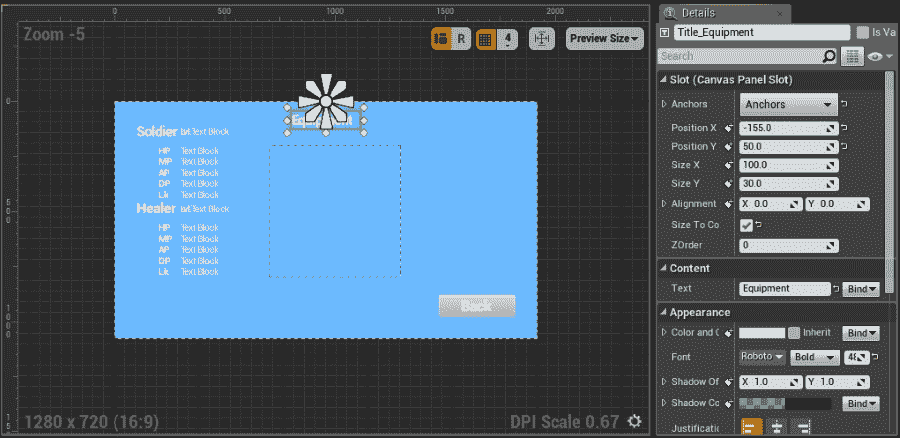 Zoom -5
0 500 1000 1500 2000
R
4
Preview Size
0
500
1000
15
Equipment
Soldier Lvl.Text Block
HP Text Block
MP Text Block
AP Text Block
DP Text Block
Lk Text Block
Healer Lvl.Text Block
HP Text Block
MP Text Block
AP Text Block
DP Text Block
Lk Text Block
Back
1280 x 720 (16:9)
DPI Scale 0.67
Details
Title_Equipment
Is Va
Search
Slot (Canvas Panel Slot)
Anchors Anchors
Position X -155.0
Position Y 50.0
Size X 100.0
Size Y 30.0
Alignment X 0.0 Y 0.0
Size To Co
ZOrder 0
Content
Text Equipment Bind
Appearance
Color and C Inherit Bind
Font Roboto Bold 48
Shadow Of X 1.0 Y 1.0
Shadow Co Bind
Justificatic